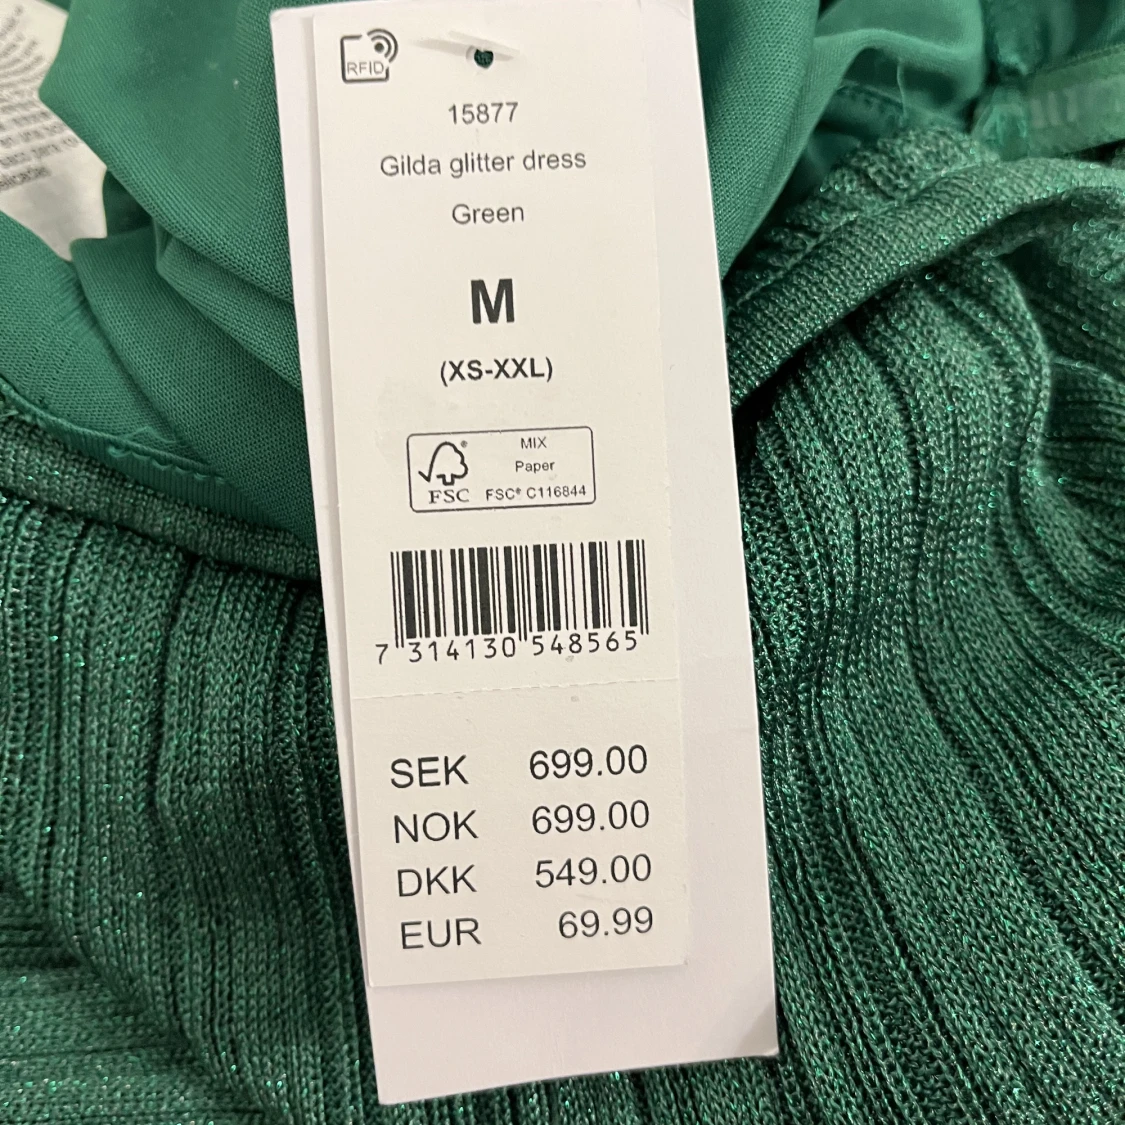 RFID
15877
Gilda glitter dress
Green
M
(XS-XXL)
MIX
Paper
FSC® C116844
FSC
7 314130 548565
SEK 699.00
NOK 699.00
DKK 549.00
EUR 69.99